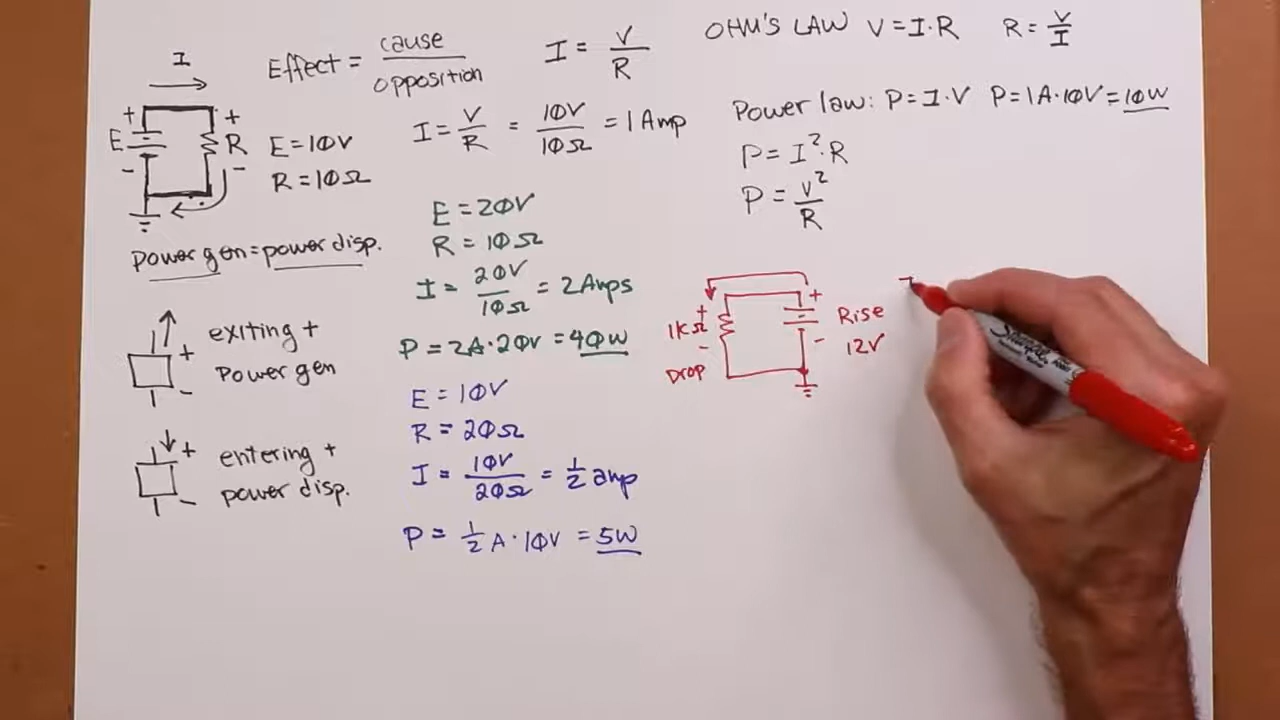 I
+ +
E R
- -
E = 10V
R = 10Ω
Effect = cause / opposition
I = V / R
I = V / R = 10V / 10Ω = 1 Amp
OHM'S LAW V = I·R R = V / I
Power law: P = I·V P = 1A·10V = 10W
P = I²·R
P = V² / R
Power gen = power disp.
exiting +
power gen
+
-
entering +
power disp.
+
-
E = 20V
R = 10Ω
I = 20V / 10Ω = 2Amps
P = 2A·20V = 40W
E = 10V
R = 20Ω
I = 10V / 20Ω = 1/2 amp
P = 1/2 A·10V = 5W
+ +
1kΩ Rise
- - 12V
Drop
Sharpie